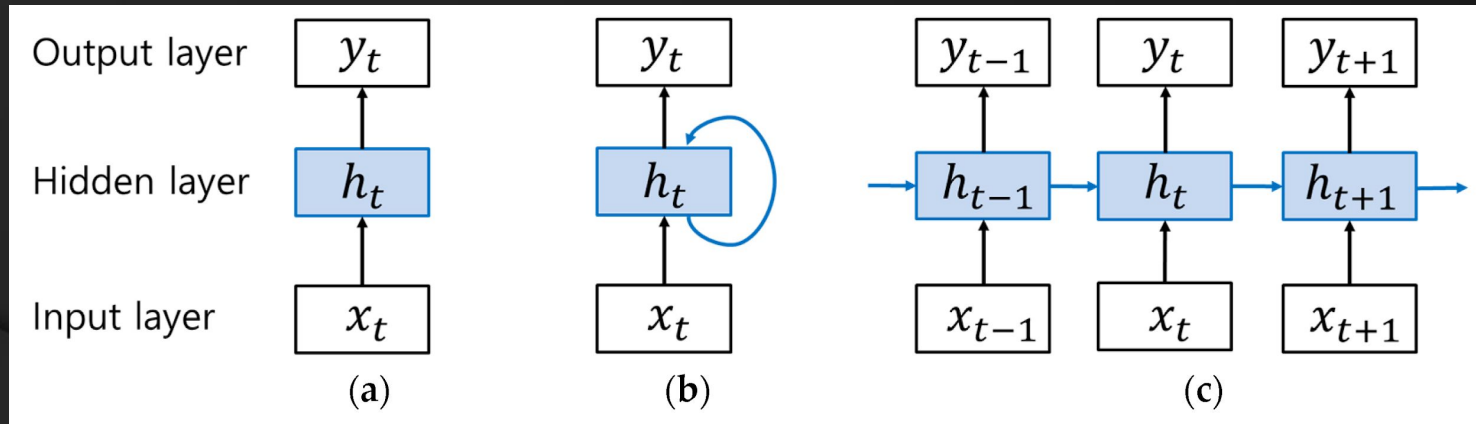 Output layer y_t y_t y_{t-1} y_t y_{t+1}
Hidden layer h_t h_t h_{t-1} h_t h_{t+1}
Input layer x_t x_t x_{t-1} x_t x_{t+1}
(a) (b) (c)